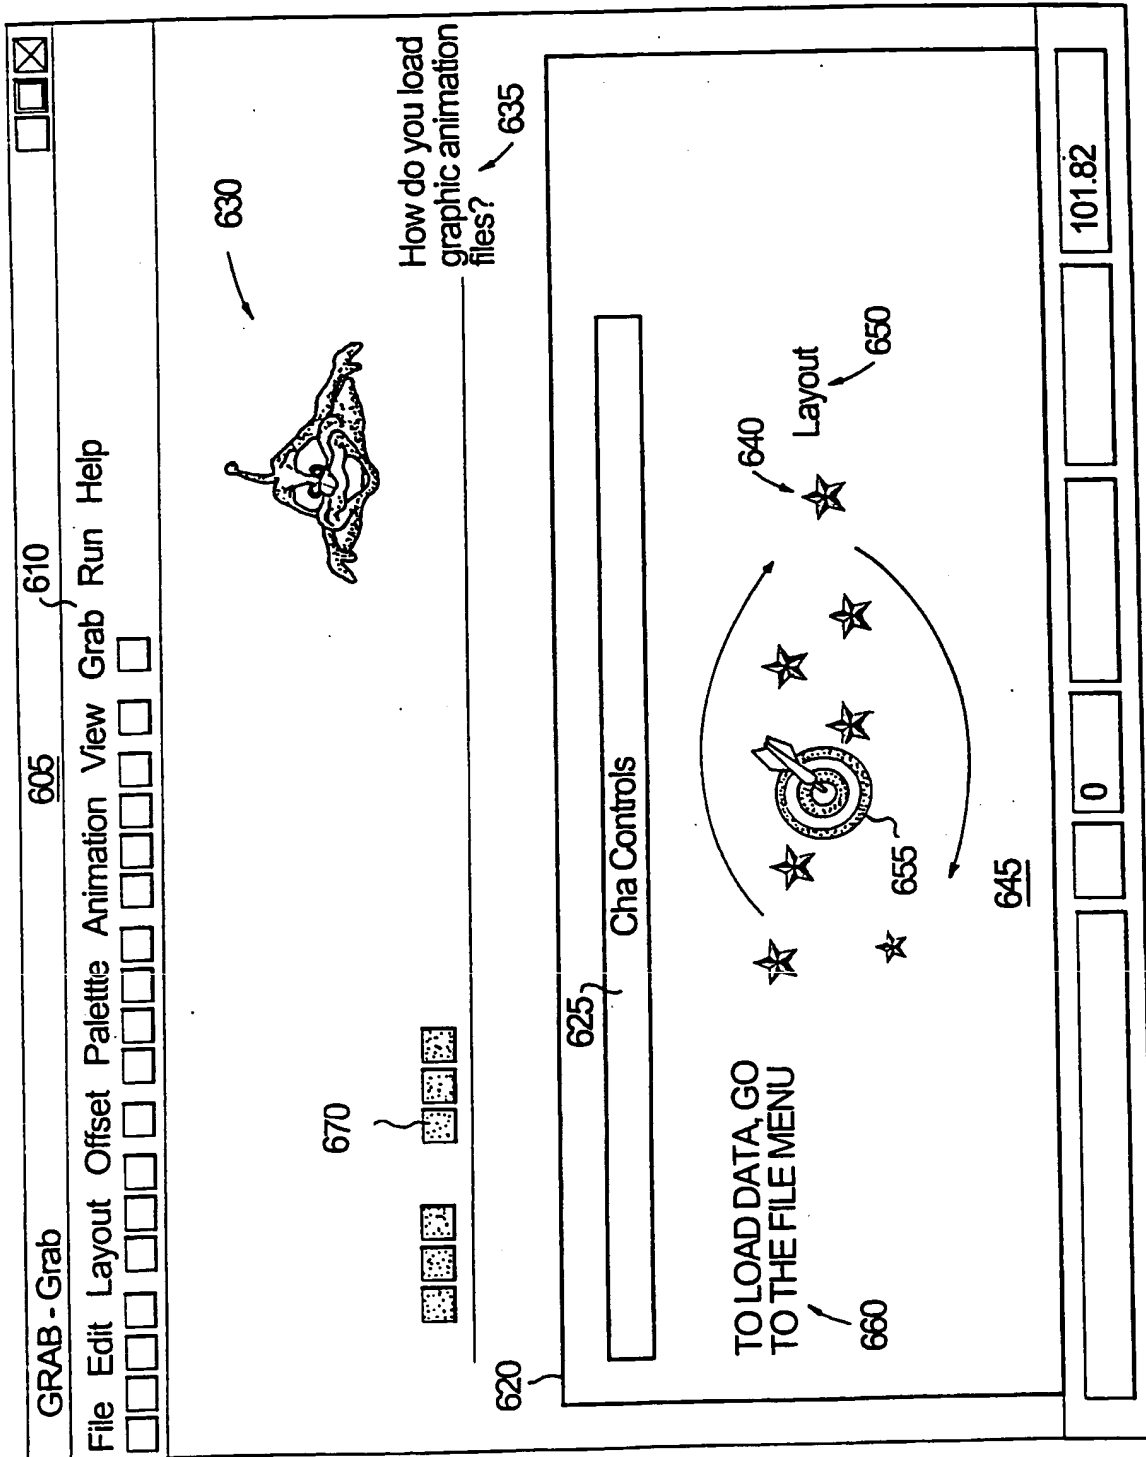 GRAB - Grab
605
610
File Edit Layout Offset Palettte Animation View Grab Run Help
630
670
How do you load
graphic animation
files?
635
620
625
Cha Controls
TO LOAD DATA, GO
TO THE FILE MENU
660
640
Layout
650
655
645
0
101.82